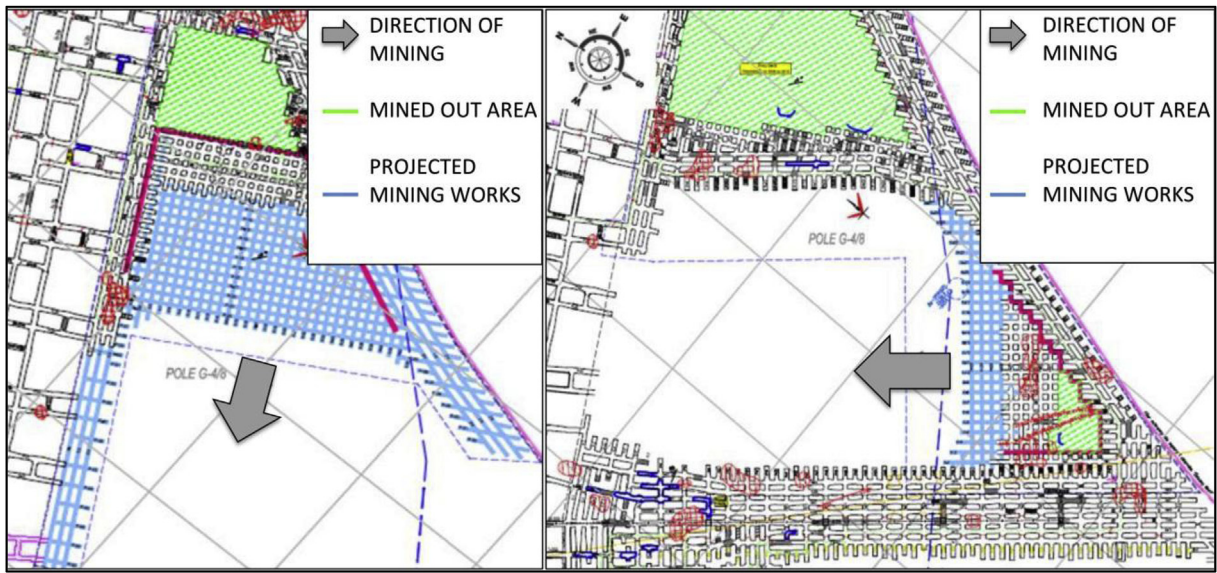 DIRECTION OF
MINING
MINED OUT AREA
PROJECTED
MINING WORKS
POLE G-4/8
DIRECTION OF
MINING
MINED OUT AREA
PROJECTED
MINING WORKS
POLE G-4/8